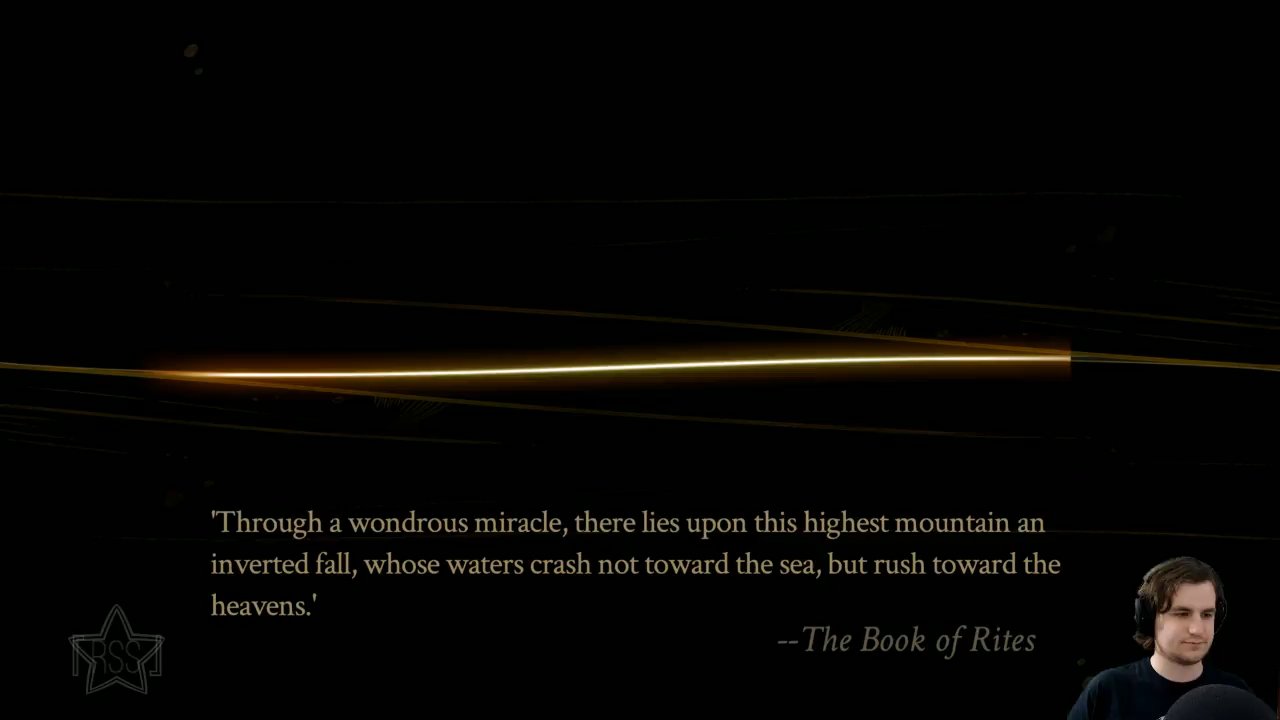 'Through a wondrous miracle, there lies upon this highest mountain an
inverted fall, whose waters crash not toward the sea, but rush toward the
heavens.'
--The Book of Rites
RSS